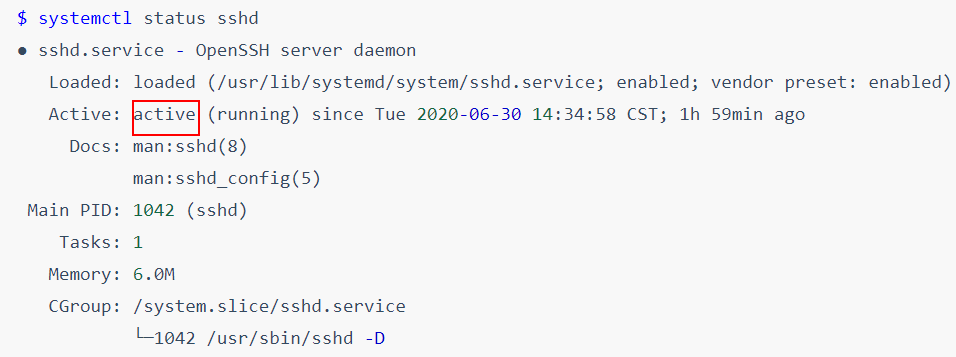 $ systemctl status sshd
● sshd.service - OpenSSH server daemon
Loaded: loaded (/usr/lib/systemd/system/sshd.service; enabled; vendor preset: enabled)
Active: active (running) since Tue 2020-06-30 14:34:58 CST; 1h 59min ago
Docs: man:sshd(8)
man:sshd_config(5)
Main PID: 1042 (sshd)
Tasks: 1
Memory: 6.0M
CGroup: /system.slice/sshd.service
└─1042 /usr/sbin/sshd -D